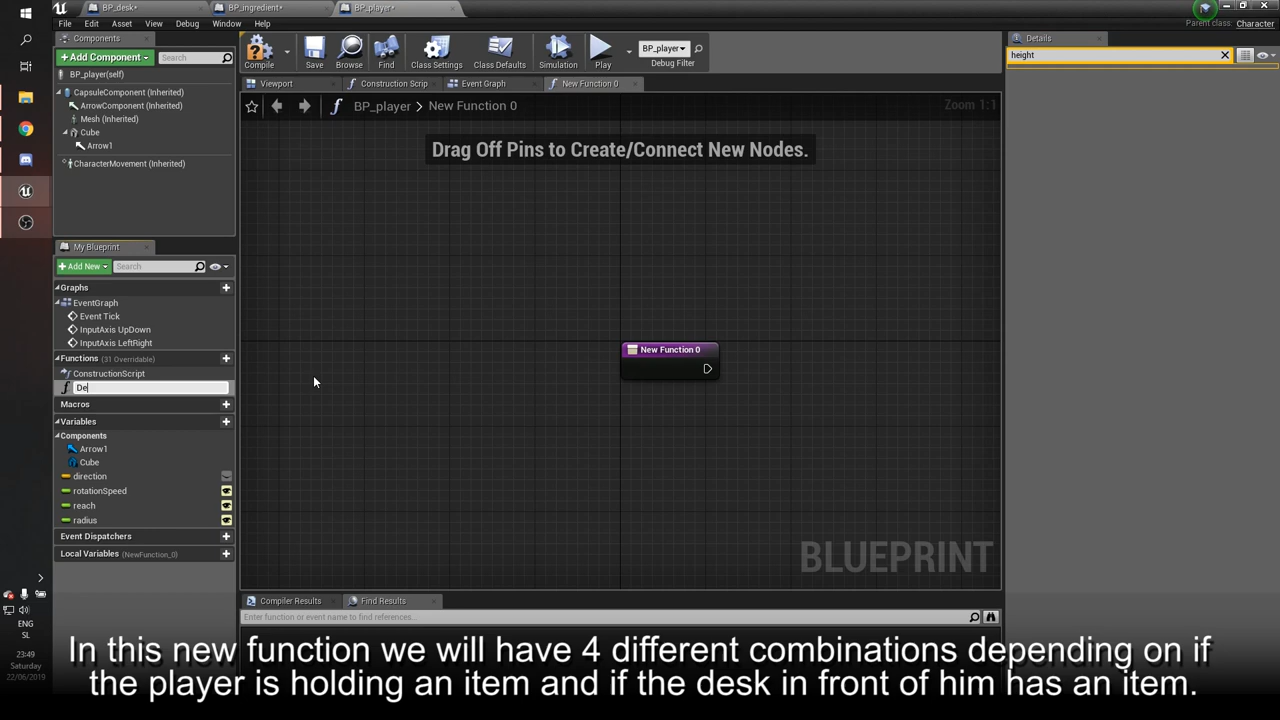 BP_desk*
BP_ingredient*
BP_player*
File Edit Asset View Debug Window Help
Parent class: Character
Components
+ Add Component
Search
BP_player(self)
CapsuleComponent (Inherited)
ArrowComponent (Inherited)
Mesh (Inherited)
Cube
Arrow1
CharacterMovement (Inherited)
Compile
Save
Browse
Find
Class Settings
Class Defaults
Simulation
Play
BP_player
Debug Filter
Viewport
Construction Scrip
Event Graph
New Function 0
BP_player > New Function 0
Zoom 1:1
Drag Off Pins to Create/Connect New Nodes.
New Function 0
BLUEPRINT
Details
height
My Blueprint
+ Add New
Search
Graphs
EventGraph
Event Tick
InputAxis UpDown
InputAxis LeftRight
Functions (31 Overridable)
ConstructionScript
De
Macros
Variables
Components
Arrow1
Cube
direction
rotationSpeed
reach
radius
Event Dispatchers
Local Variables (NewFunction_0)
Compiler Results
Find Results
Enter function or event name to find references...
ENG
SL
23:49
Saturday
22/06/2019
In this new function we will have 4 different combinations depending on if
the player is holding an item and if the desk in front of him has an item.